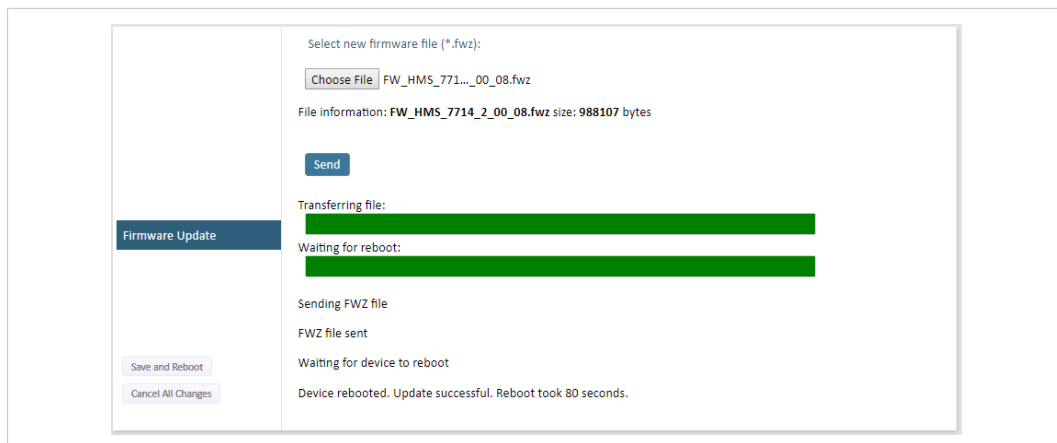 Select new firmware file (*.fwz):
Choose File FW_HMS_771..._00_08.fwz
File information: FW_HMS_7714_2_00_08.fwz size: 988107 bytes
Send
Transferring file:
Firmware Update
Waiting for reboot:
Sending FWZ file
FWZ file sent
Waiting for device to reboot
Save and Reboot
Device rebooted. Update successful. Reboot took 80 seconds.
Cancel All Changes